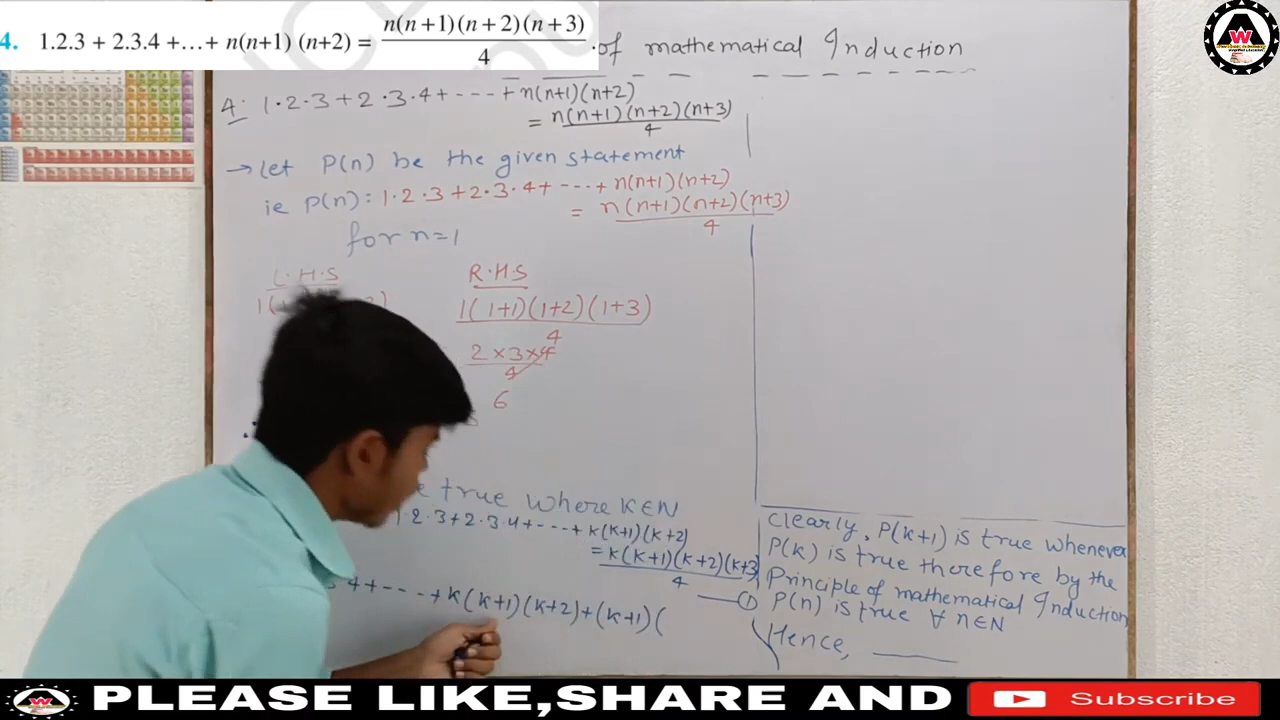 4. 1.2.3 + 2.3.4 +…+ n(n+1) (n+2) = n(n+1)(n+2)(n+3)/4 .
of mathematical Induction
4: 1·2·3+2·3·4+---+n(n+1)(n+2)
= n(n+1)(n+2)(n+3)/4
→ Let P(n) be the given statement
ie P(n): 1·2·3+2·3·4+---+n(n+1)(n+2)
= n(n+1)(n+2)(n+3)/4
for n=1
L.H.S
R.H.S
1(1+1)(1+2)(1+3)/4
2×3×4/4
6
true where K∈N
1·2·3+2·3·4+---+k(k+1)(k+2)
= k(k+1)(k+2)(k+3)/4 —①
4+---+k(k+1)(k+2)+(k+1)(
Clearly, P(k+1) is true whenever
P(k) is true therefore by the
Principle of mathematical Induction
P(n) is true ∀ n∈N
Hence, ____
AW
AW
PLEASE LIKE,SHARE AND
Subscribe